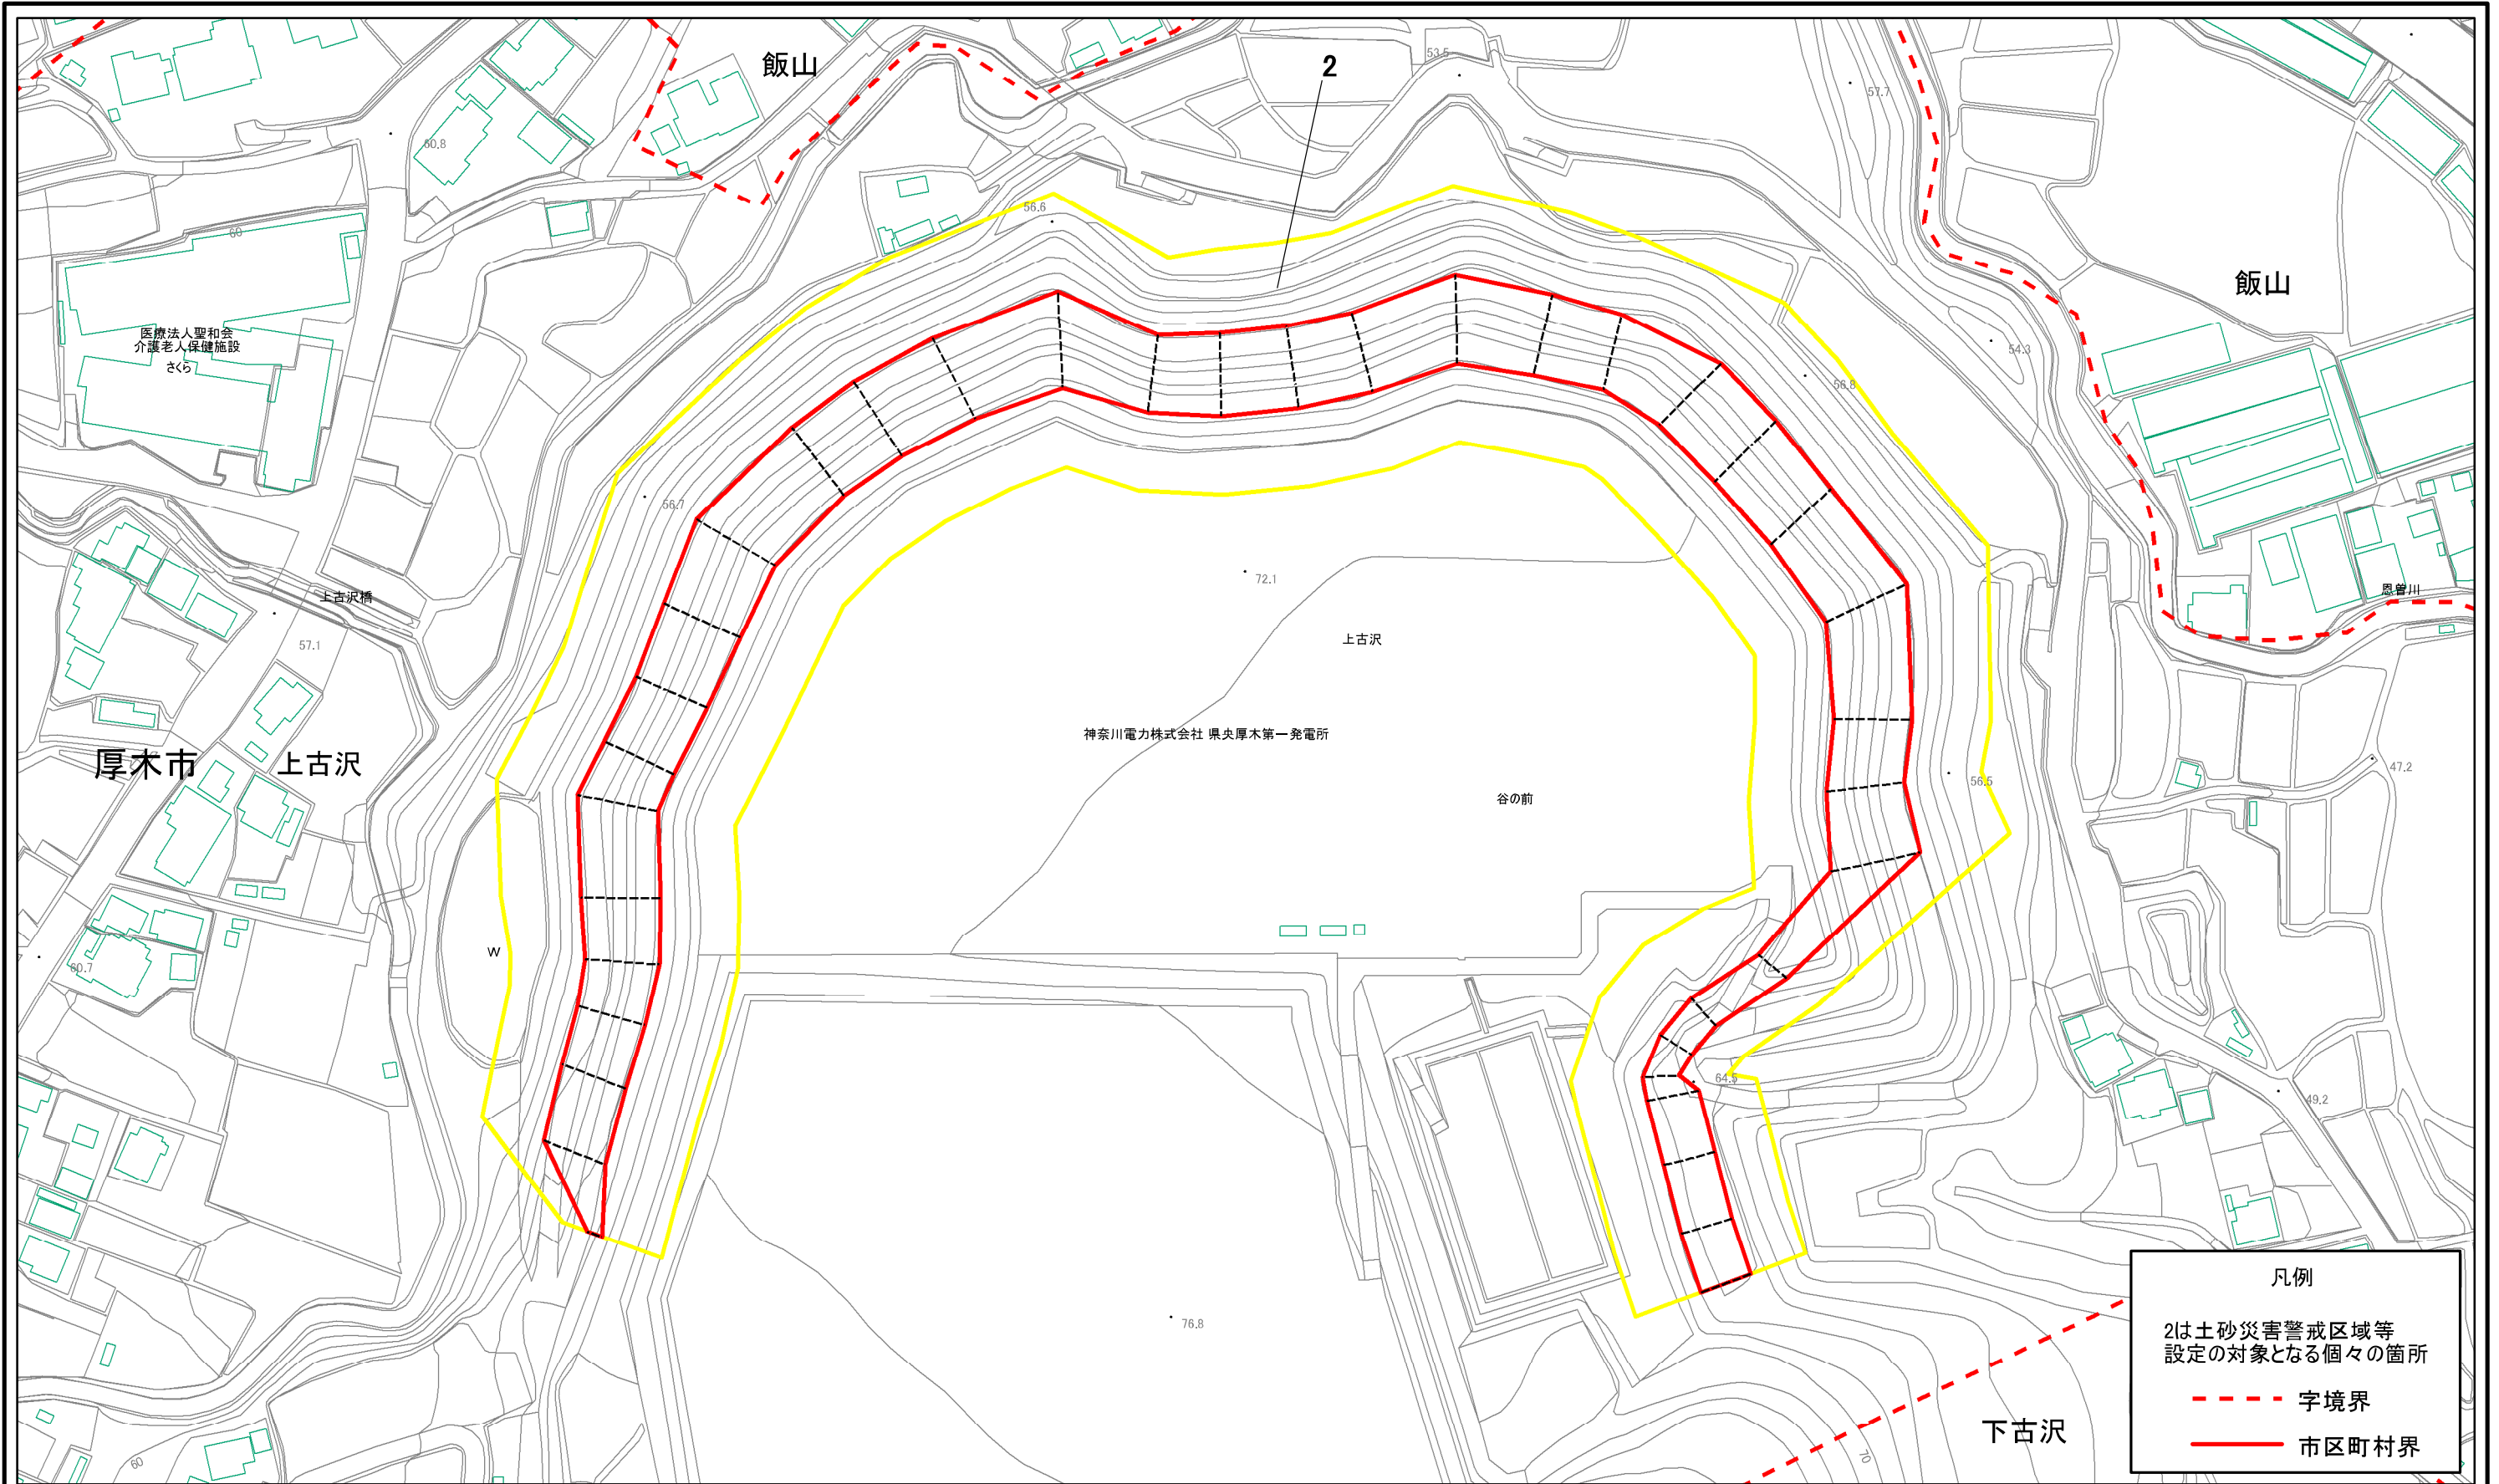 飯山
2
53.5
57.7
60.8
56.6
60
飯山
医療法人聖和会
介護老人保健施設
さくら
54.3
56.8
56.7
72.1
上古沢橋
恩曽川
57.1
上古沢
神奈川電力株式会社 県央厚木第一発電所
厚木市
上古沢
47.2
56.5
谷の前
W
60.7
64.5
49.2
76.8
凡例
2は土砂災害警戒区域等
設定の対象となる個々の箇所
字境界
市区町村界
下古沢
70
60